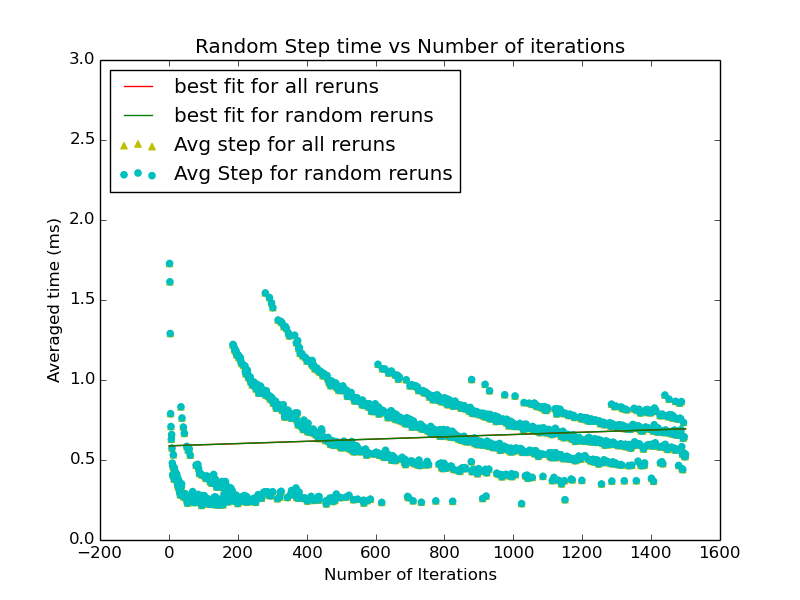 Random Step time vs Number of iterations
best fit for all reruns
best fit for random reruns
Avg step for all reruns
Avg Step for random reruns
Averaged time (ms)
3.0
2.5
2.0
1.5
1.0
0.5
0.0
−200 0 200 400 600 800 1000 1200 1400 1600
Number of Iterations